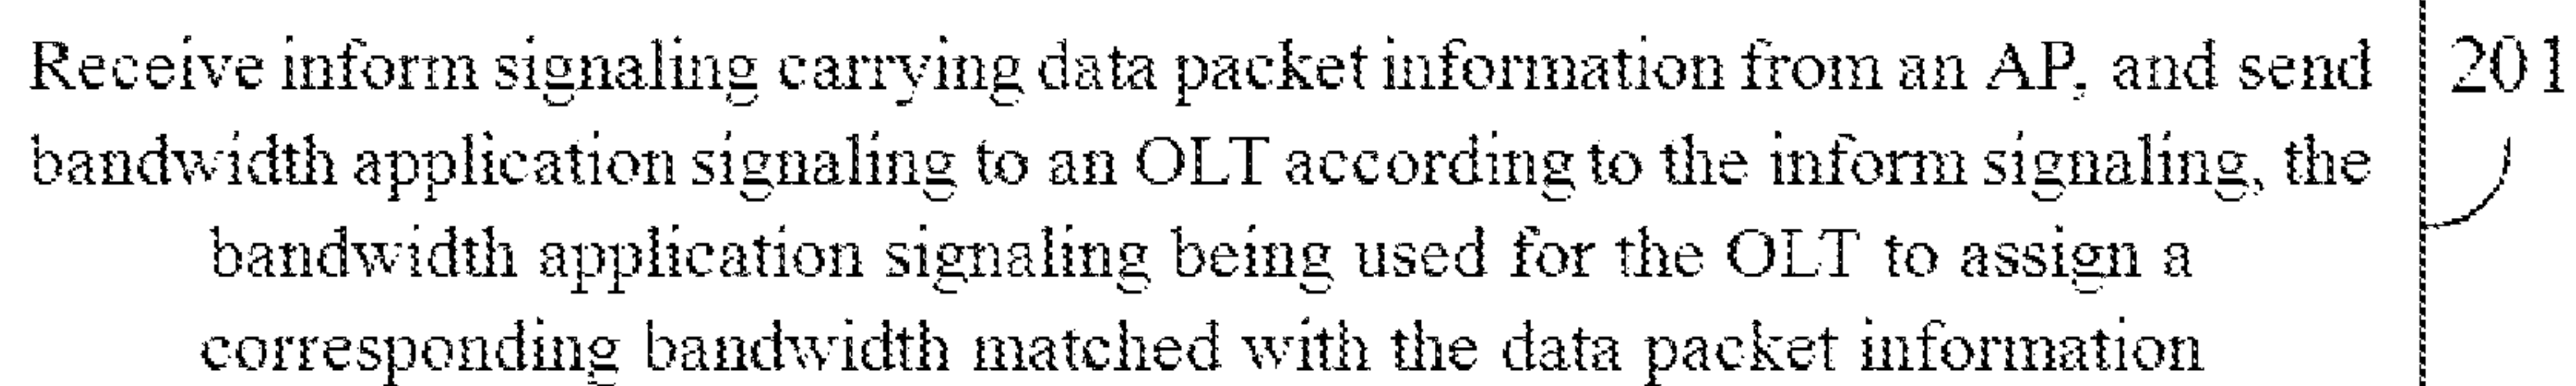 Receive inform signaling carrying data packet information from an AP, and send
bandwidth application signaling to an OLT according to the inform signaling, the
bandwidth application signaling being used for the OLT to assign a
corresponding bandwidth matched with the data packet information
201